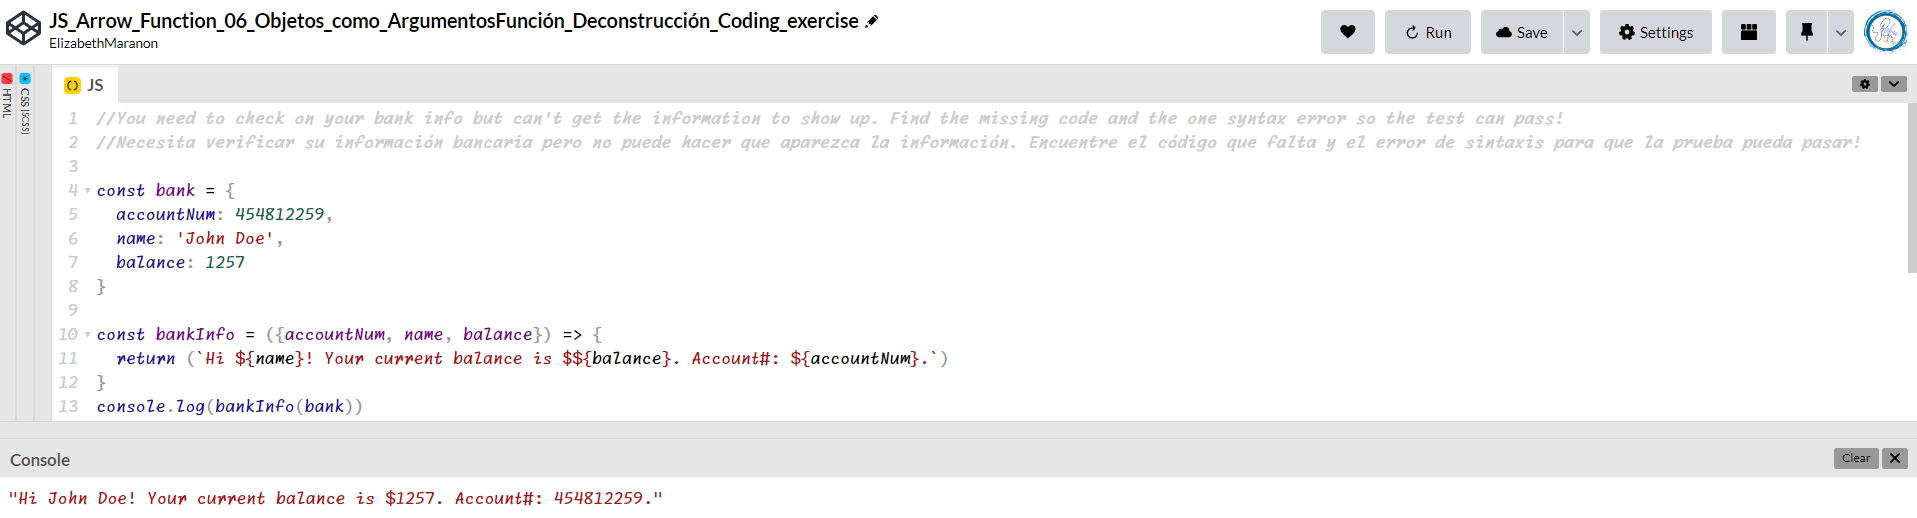 JS_Arrow_Function_06_Objetos_como_ArgumentosFunción_Deconstrucción_Coding_exercise
ElizabethMaranon
Run
Save
Settings
HTML
CSS (SCSS)
JS
1 //You need to check on your bank info but can't get the information to show up. Find the missing code and the one syntax error so the test can pass!
2 //Necesita verificar su información bancaria pero no puede hacer que aparezca la información. Encuentre el código que falta y el error de sintaxis para que la prueba pueda pasar!
3
4 const bank = {
5 accountNum: 454812259,
6 name: 'John Doe',
7 balance: 1257
8 }
9
10 const bankInfo = ({accountNum, name, balance}) => {
11 return (`Hi ${name}! Your current balance is $${balance}. Account#: ${accountNum}.`)
12 }
13 console.log(bankInfo(bank))
Console
Clear
"Hi John Doe! Your current balance is $1257. Account#: 454812259."